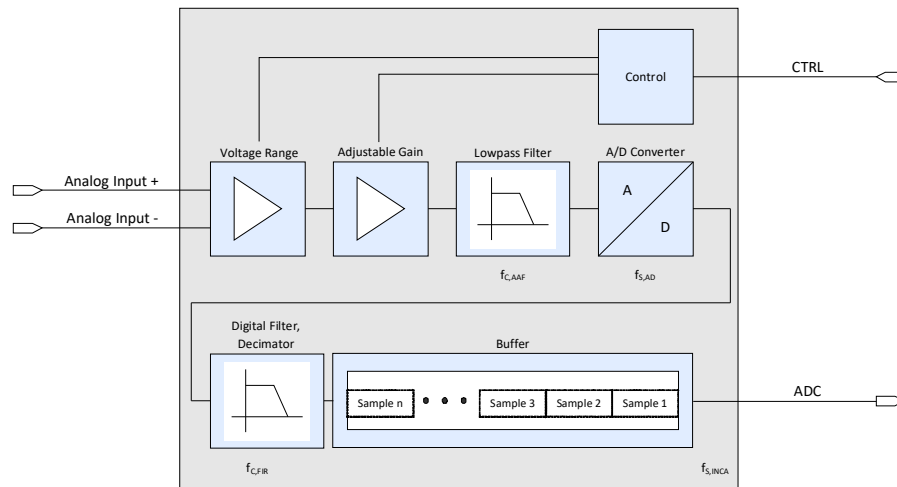 Control
CTRL
Voltage Range
Adjustable Gain
Lowpass Filter
A/D Converter
Analog Input +
Analog Input -
A
D
fC,AAF
fS,AD
Digital Filter,
Decimator
Buffer
Sample n
Sample 3
Sample 2
Sample 1
ADC
fC,FIR
fS,INCA